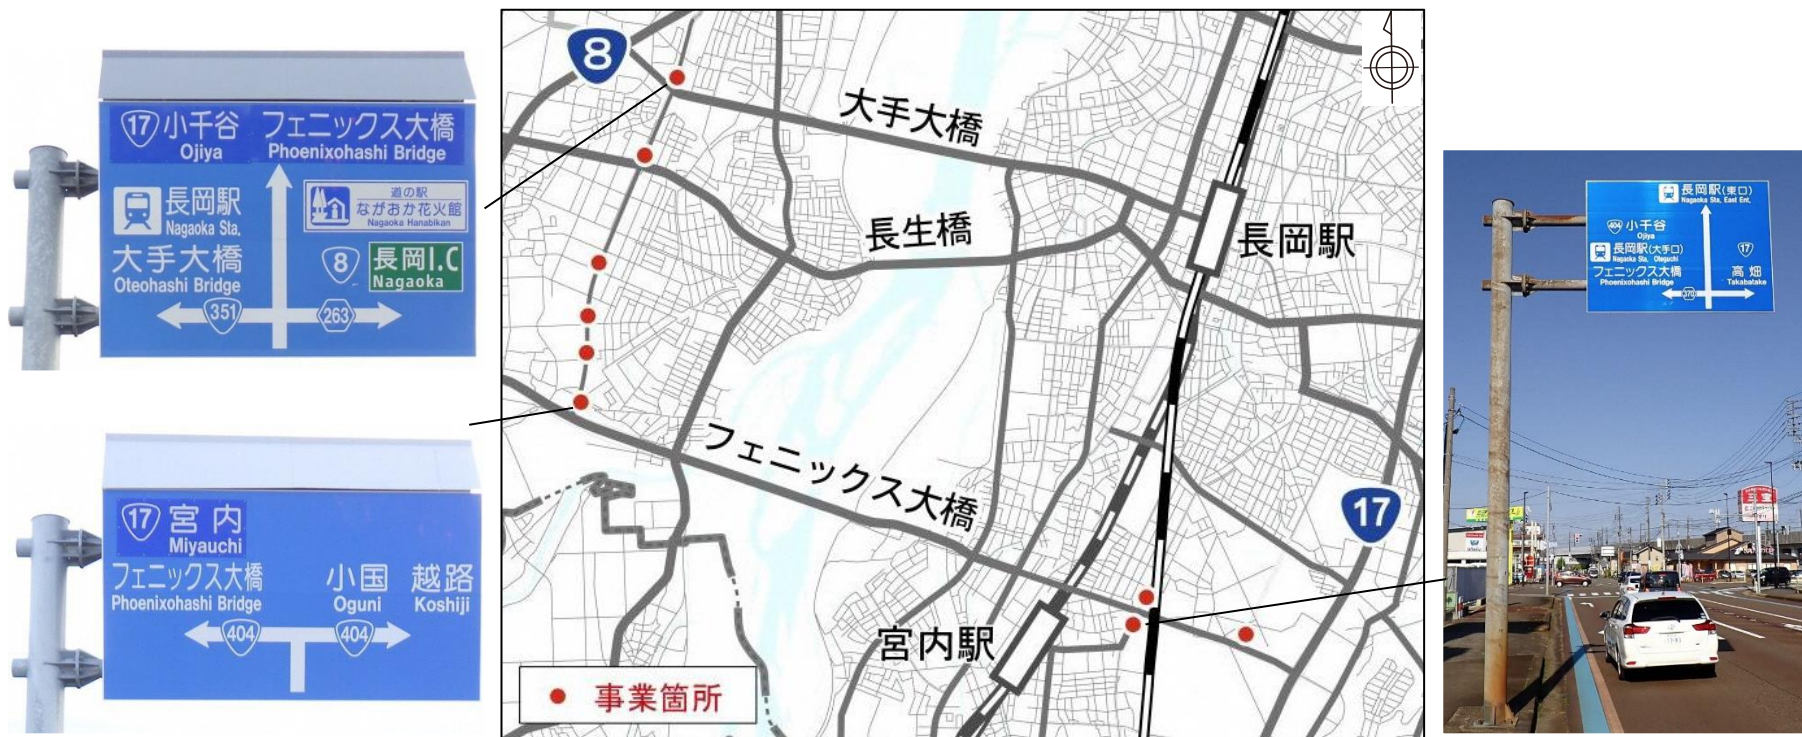 17 小千谷 フェニックス大橋
Ojiya Phoenixohashi Bridge
長岡駅
Nagaoka Sta.
道の駅
ながおか花火館
Nagaoka Hanabikan
大手大橋
Oteohashi Bridge
8 長岡I.C
Nagaoka
351 263
17 宮内
Miyauchi
フェニックス大橋 小国 越路
Phoenixohashi Bridge Oguni Koshiji
404 404
8
大手大橋
長生橋
長岡駅
フェニックス大橋
17
宮内駅
事業箇所
長岡駅(東口)
Nagaoka Sta. East Ent.
404 小千谷
Ojiya
長岡駅(大手口)
Nagaoka Sta. Oteguchi
フェニックス大橋
Phoenixohashi Bridge
17
高畑
Takabatake